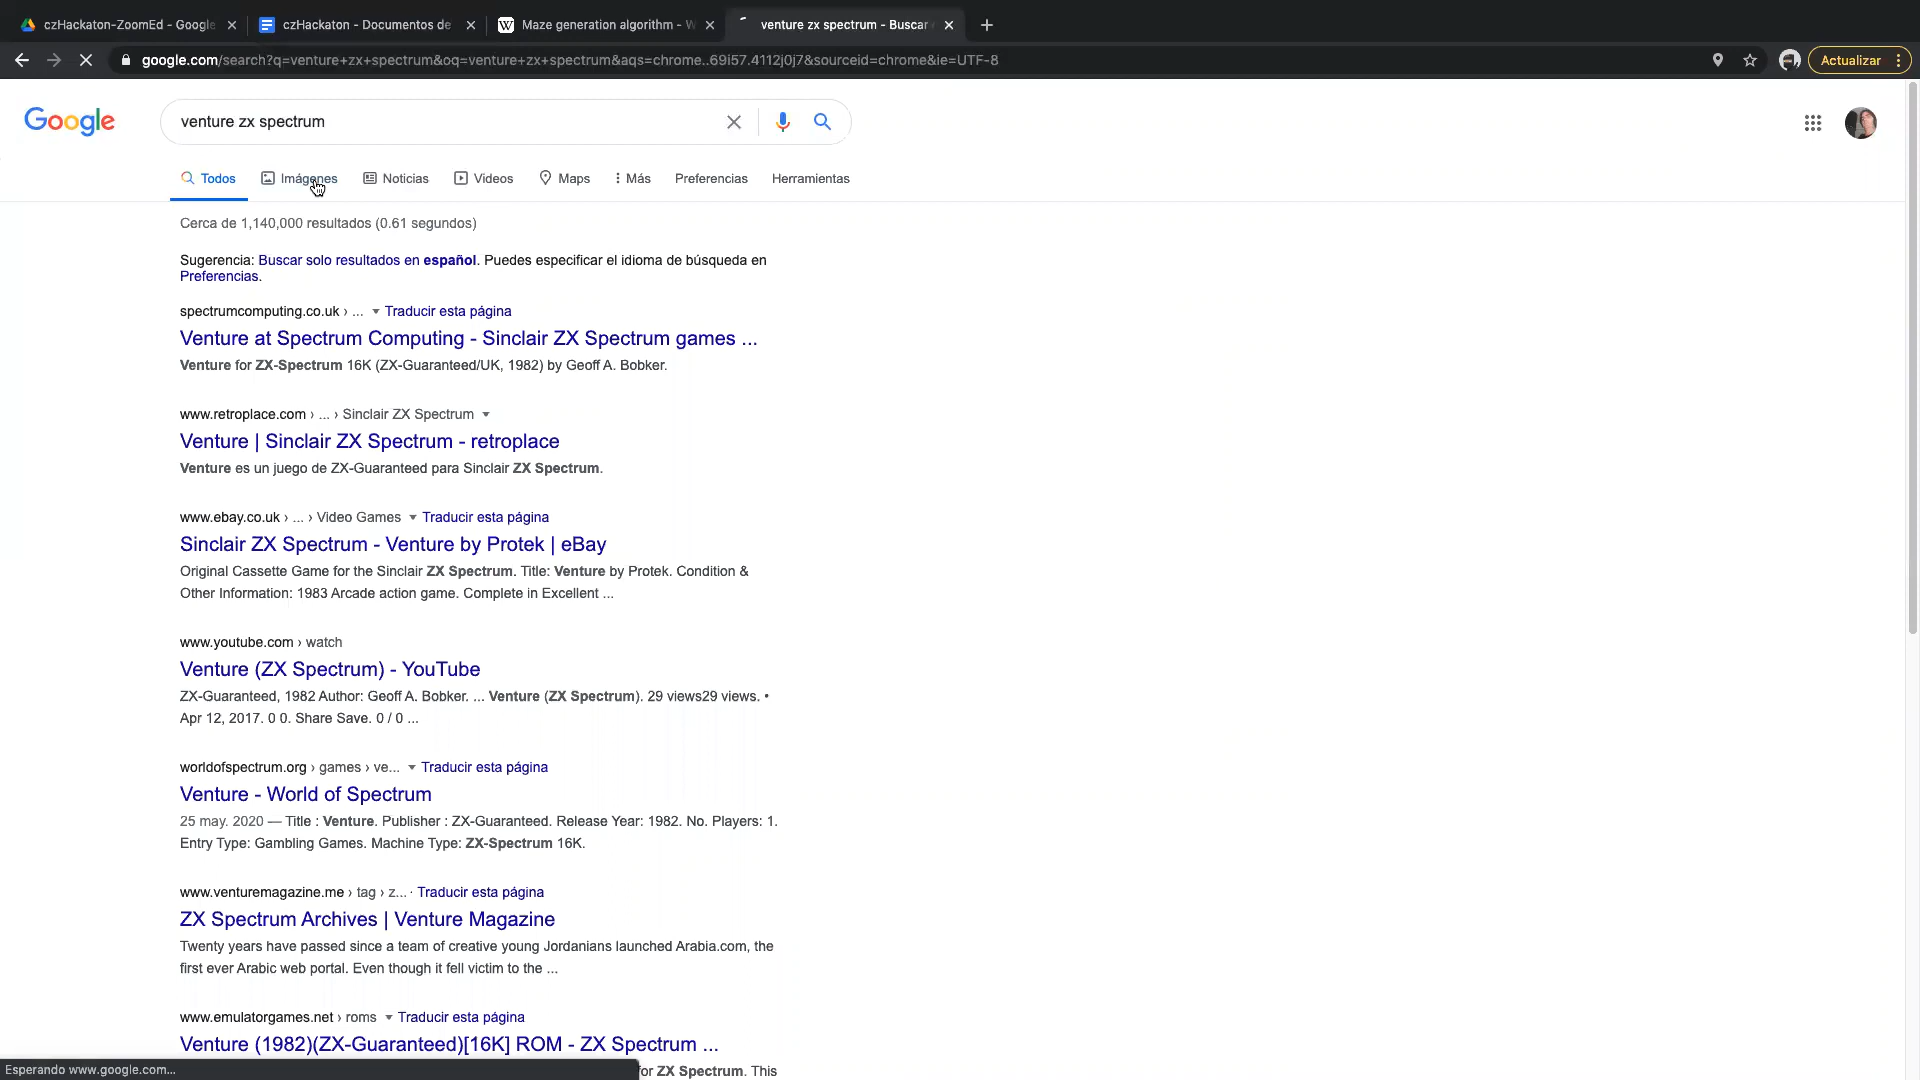 czHackaton-ZoomEd - Google
czHackaton - Documentos de
Maze generation algorithm - W
venture zx spectrum - Buscar
google.com/search?q=venture+zx+spectrum&oq=venture+zx+spectrum&aqs=chrome..69i57.4112j0j7&sourceid=chrome&ie=UTF-8
Actualizar
Google
venture zx spectrum
Todos
Imágenes
Noticias
Videos
Maps
Más
Preferencias
Herramientas
Cerca de 1,140,000 resultados (0.61 segundos)
Sugerencia: Buscar solo resultados en español. Puedes especificar el idioma de búsqueda en
Preferencias.
spectrumcomputing.co.uk › ... Traducir esta página
Venture at Spectrum Computing - Sinclair ZX Spectrum games ...
Venture for ZX-Spectrum 16K (ZX-Guaranteed/UK, 1982) by Geoff A. Bobker.
www.retroplace.com › ... › Sinclair ZX Spectrum
Venture | Sinclair ZX Spectrum - retroplace
Venture es un juego de ZX-Guaranteed para Sinclair ZX Spectrum.
www.ebay.co.uk › ... › Video Games Traducir esta página
Sinclair ZX Spectrum - Venture by Protek | eBay
Original Cassette Game for the Sinclair ZX Spectrum. Title: Venture by Protek. Condition &
Other Information: 1983 Arcade action game. Complete in Excellent ...
www.youtube.com › watch
Venture (ZX Spectrum) - YouTube
ZX-Guaranteed, 1982 Author: Geoff A. Bobker. ... Venture (ZX Spectrum). 29 views29 views. •
Apr 12, 2017. 0 0. Share Save. 0 / 0 ...
worldofspectrum.org › games › ve... Traducir esta página
Venture - World of Spectrum
25 may. 2020 — Title : Venture. Publisher : ZX-Guaranteed. Release Year: 1982. No. Players: 1.
Entry Type: Gambling Games. Machine Type: ZX-Spectrum 16K.
www.venturemagazine.me › tag › z... · Traducir esta página
ZX Spectrum Archives | Venture Magazine
Twenty years have passed since a team of creative young Jordanians launched Arabia.com, the
first ever Arabic web portal. Even though it fell victim to the ...
www.emulatorgames.net › roms Traducir esta página
Venture (1982)(ZX-Guaranteed)[16K] ROM - ZX Spectrum ...
for ZX Spectrum. This
Esperando www.google.com...